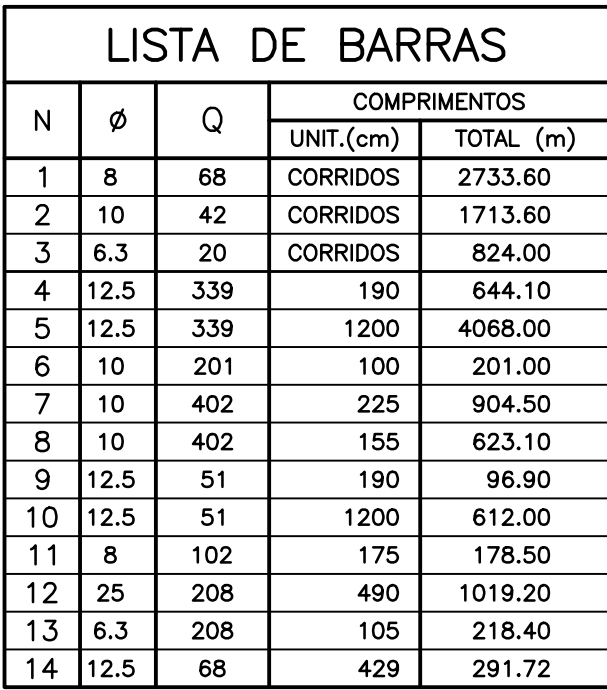 LISTA DE BARRAS
N Ø Q COMPRIMENTOS
UNIT.(cm) TOTAL (m)
1 8 68 CORRIDOS 2733.60
2 10 42 CORRIDOS 1713.60
3 6.3 20 CORRIDOS 824.00
4 12.5 339 190 644.10
5 12.5 339 1200 4068.00
6 10 201 100 201.00
7 10 402 225 904.50
8 10 402 155 623.10
9 12.5 51 190 96.90
10 12.5 51 1200 612.00
11 8 102 175 178.50
12 25 208 490 1019.20
13 6.3 208 105 218.40
14 12.5 68 429 291.72